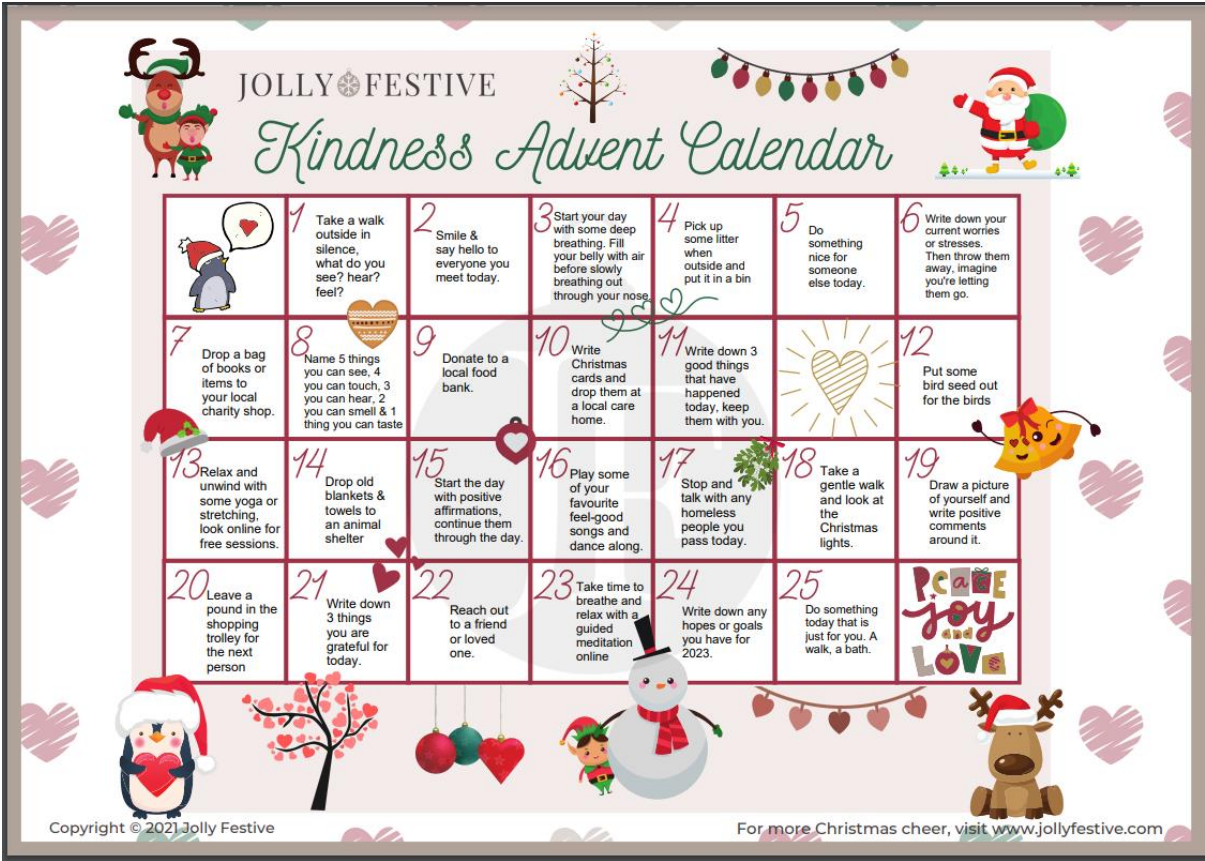 JOLLY FESTIVE
Kindness Advent Calendar
1
Take a walk
outside in
silence,
what do you
see? hear?
feel?
2
Smile &
say hello to
everyone you
meet today.
3
Start your day
with some deep
breathing. Fill
your belly with air
before slowly
breathing out
through your nose.
4
Pick up
some litter
when
outside and
put it in a bin
5
Do
something
nice for
someone
else today.
6
Write down your
current worries
or stresses.
Then throw them
away, imagine
you're letting
them go.
7
Drop a bag
of books or
items to
your local
charity shop.
8
Name 5 things
you can see, 4
you can touch, 3
you can hear, 2
you can smell & 1
thing you can taste
9
Donate to a
local food
bank.
10
Write
Christmas
cards and
drop them at
a local care
home.
11
Write down 3
good things
that have
happened
today, keep
them with you.
12
Put some
bird seed out
for the birds
13
Relax and
unwind with
some yoga or
stretching,
look online for
free sessions.
14
Drop old
blankets &
towels to
an animal
shelter
15
Start the day
with positive
affirmations,
continue them
through the day.
16
Play some
of your
favourite
feel-good
songs and
dance along.
17
Stop and
talk with any
homeless
people you
pass today.
18
Take a
gentle walk
and look at
the
Christmas
lights.
19
Draw a picture
of yourself and
write positive
comments
around it.
20
Leave a
pound in the
shopping
trolley for
the next
person
21
Write down
3 things
you are
grateful for
today.
22
Reach out
to a friend
or loved
one.
23
Take time to
breathe and
relax with a
guided
meditation
online
24
Write down any
hopes or goals
you have for
2023.
25
Do something
today that is
just for you. A
walk, a bath.
PEACE
joy
and
LOVE
Copyright © 2021 Jolly Festive
For more Christmas cheer, visit www.jollyfestive.com